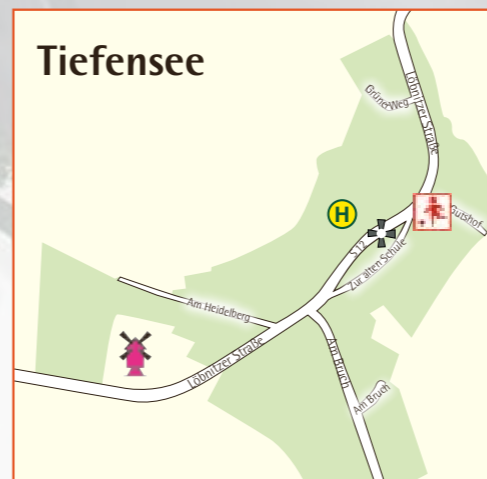 Tiefensee
Löbnitzer Straße
Grüner Weg
H
Gutshof
S 12
Zur alten Schule
Am Heidelberg
Löbnitzer Straße
Am Bruch
Am Bruch